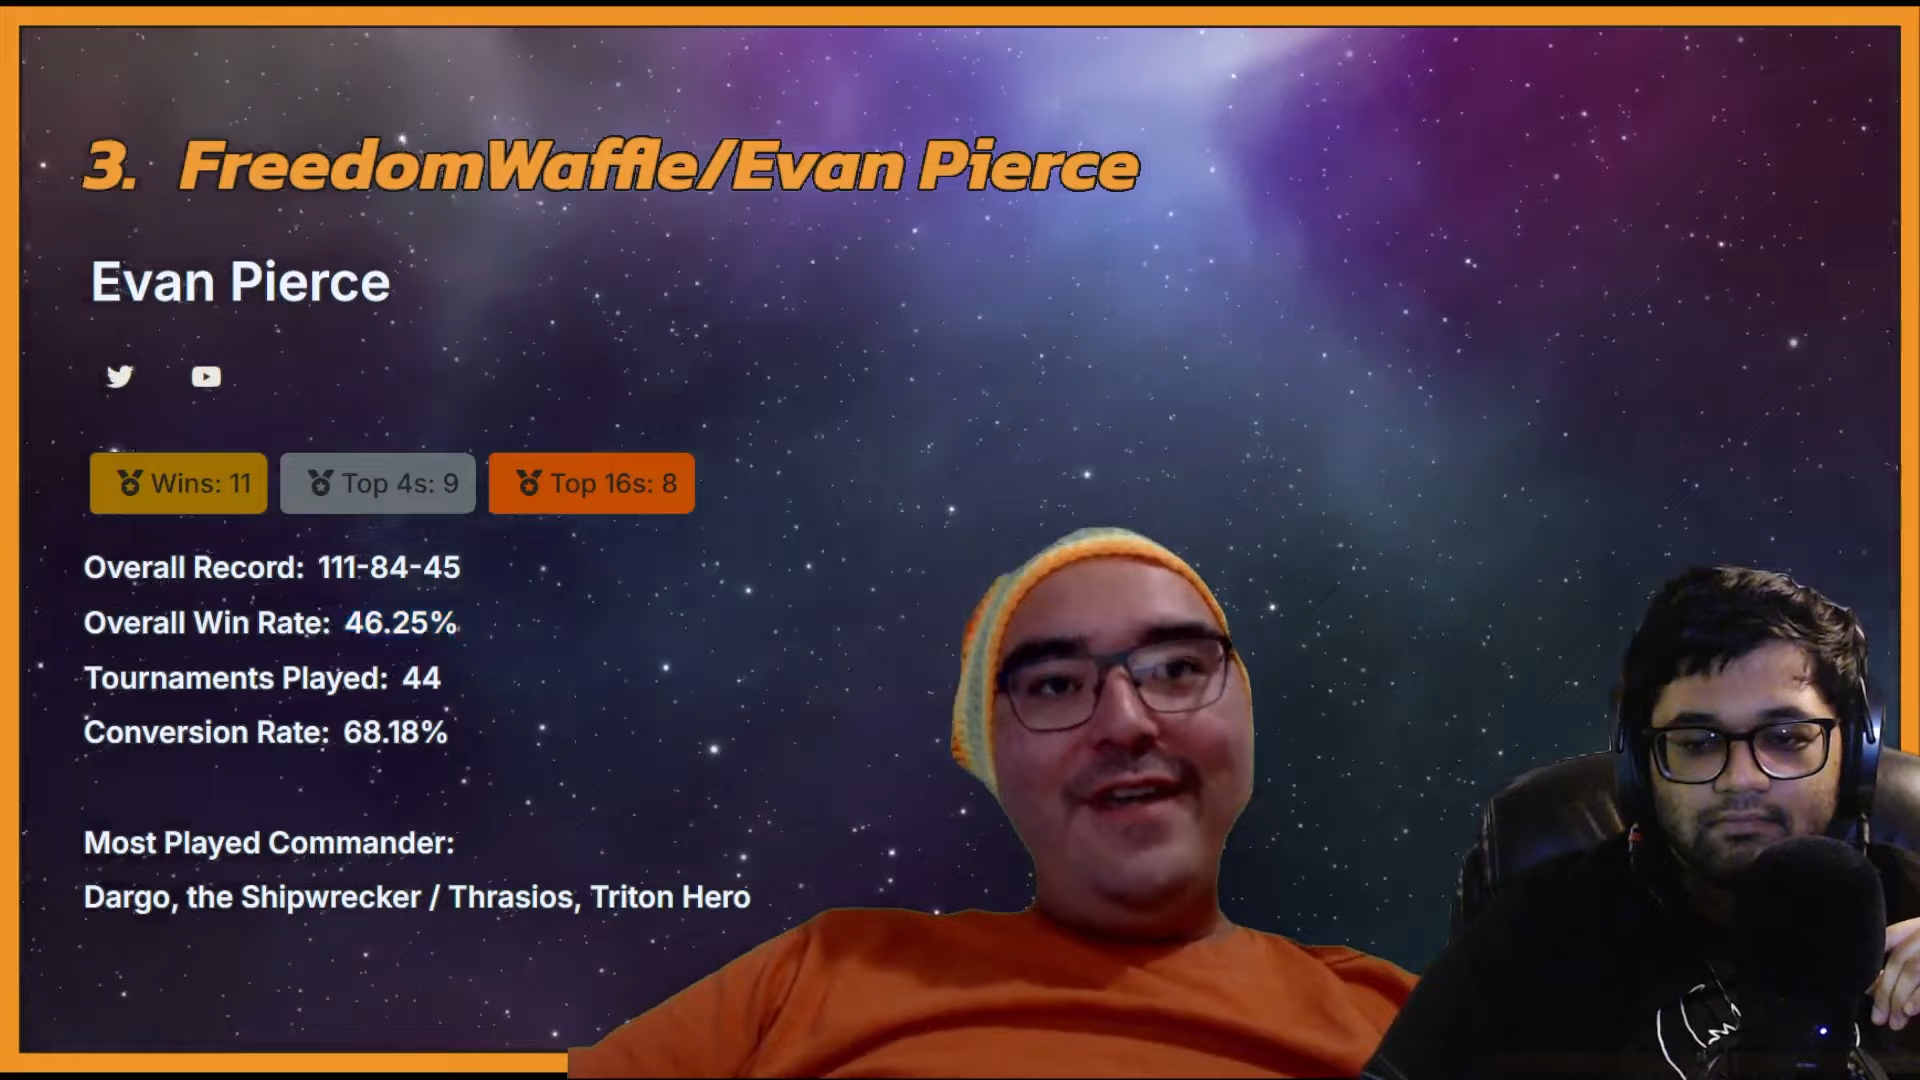 3. FreedomWaffle/Evan Pierce
Evan Pierce
Wins: 11 Top 4s: 9 Top 16s: 8
Overall Record: 111-84-45
Overall Win Rate: 46.25%
Tournaments Played: 44
Conversion Rate: 68.18%
Most Played Commander:
Dargo, the Shipwrecker / Thrasios, Triton Hero